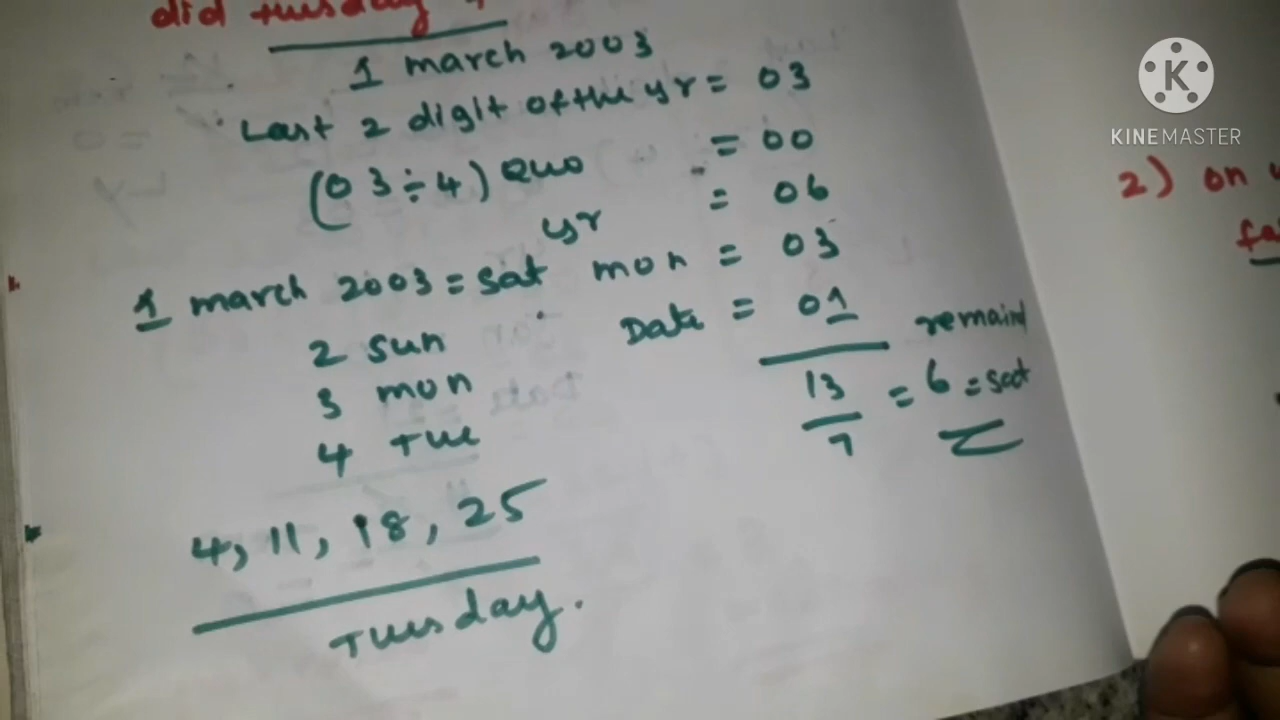 did tuesday
1 march 2003
Last 2 digit of the yr = 03
(03÷4) Quo = 00
yr = 06
1 march 2003 = Sat mon = 03
2 sun Date = 01
3 mon 13/7 = 6 = sat remaind
4 Tue
4, 11, 18, 25
Tuesday.
KINEMASTER
2) on